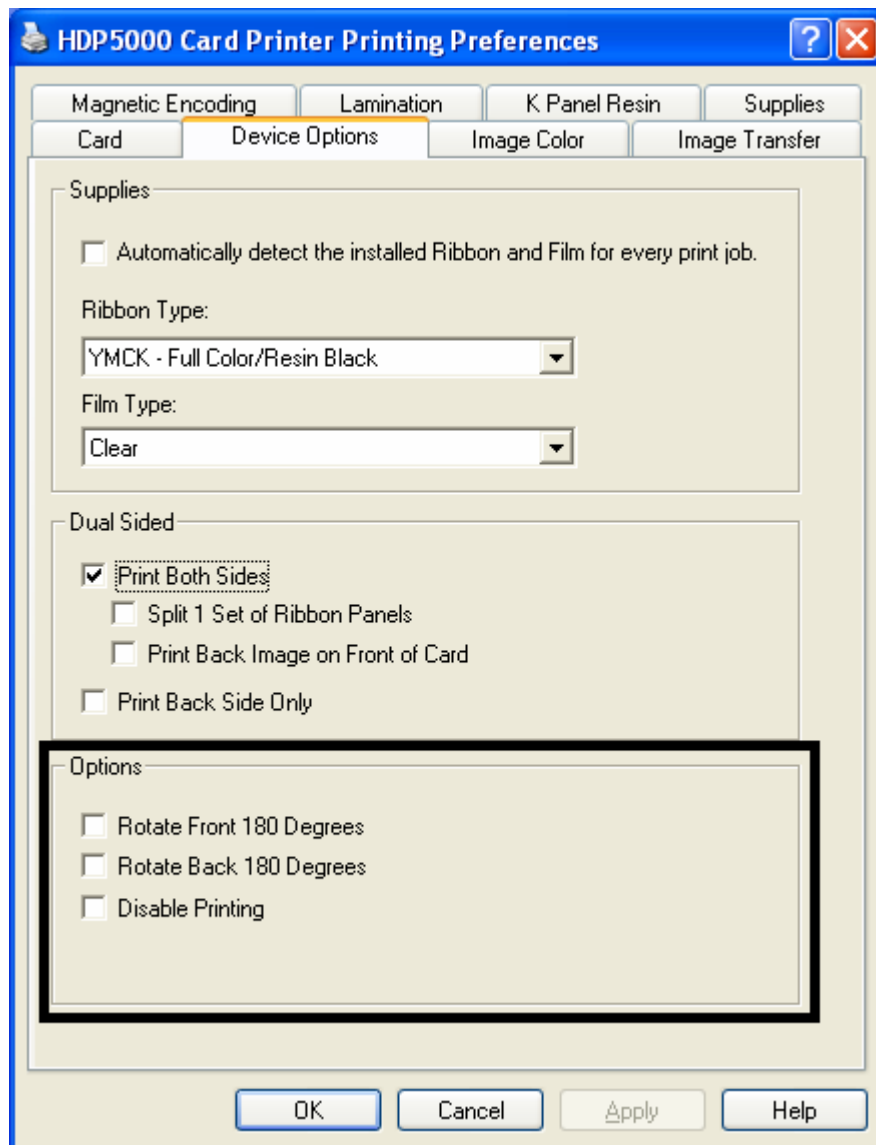 HDP5000 Card Printer Printing Preferences
Magnetic Encoding Lamination K Panel Resin Supplies
Card Device Options Image Color Image Transfer
Supplies
Automatically detect the installed Ribbon and Film for every print job.
Ribbon Type:
YMCK - Full Color/Resin Black
Film Type:
Clear
Dual Sided
Print Both Sides
Split 1 Set of Ribbon Panels
Print Back Image on Front of Card
Print Back Side Only
Options
Rotate Front 180 Degrees
Rotate Back 180 Degrees
Disable Printing
OK Cancel Apply Help